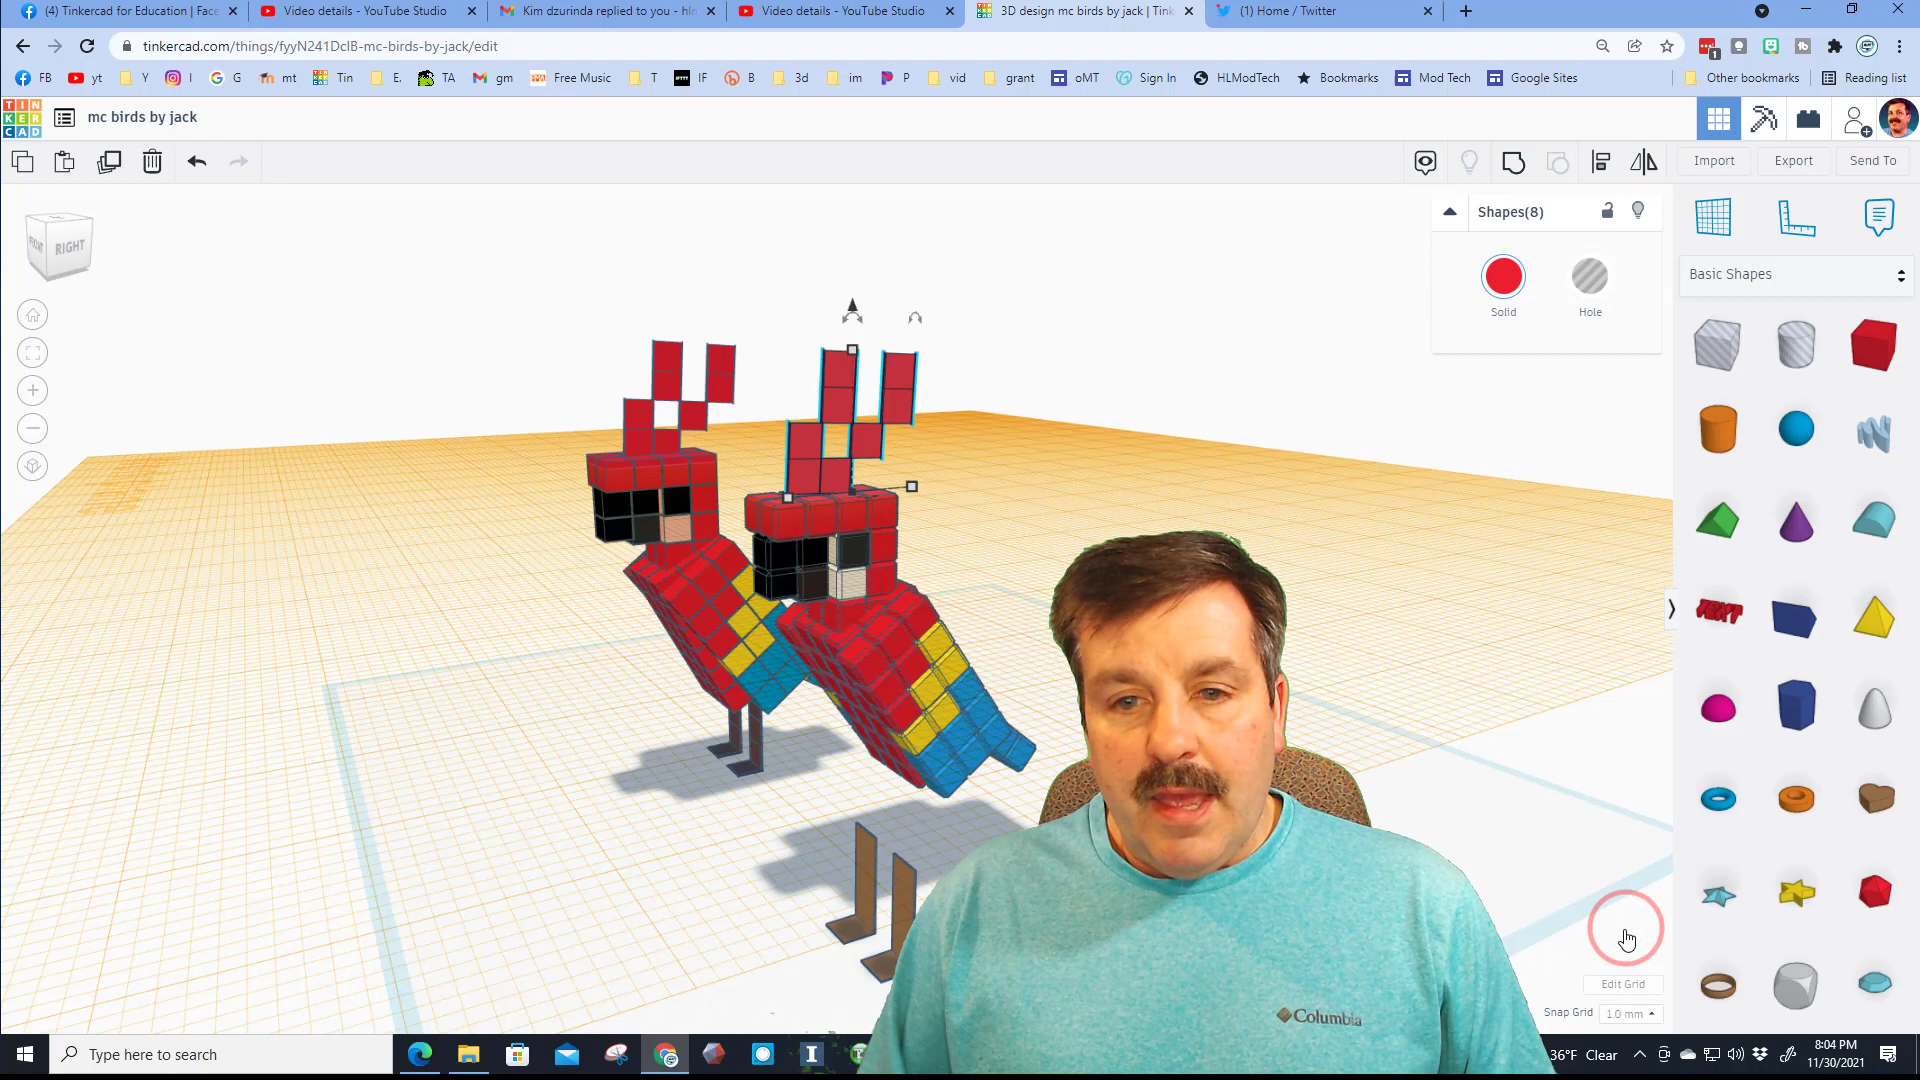 (4) Tinkercad for Education | Fac
Video details - YouTube Studio
Kim dzurinda replied to you - hln
Video details - YouTube Studio
3D design mc birds by jack | Tink
(1) Home / Twitter
tinkercad.com/things/fyyN241DclB-mc-birds-by-jack/edit
FB yt Y G mt Tin E. TA gm Free Music T IF B 3d im P vid grant oMT Sign In HLModTech Bookmarks Mod Tech Google Sites Other bookmarks Reading list
TIN
KER
CAD
mc birds by jack
Import Export Send To
Shapes(8)
Solid Hole
RIGHT
Basic Shapes
TEXT
Columbia
Edit Grid
Snap Grid 1.0 mm
Type here to search
36°F Clear
8:04 PM
11/30/2021